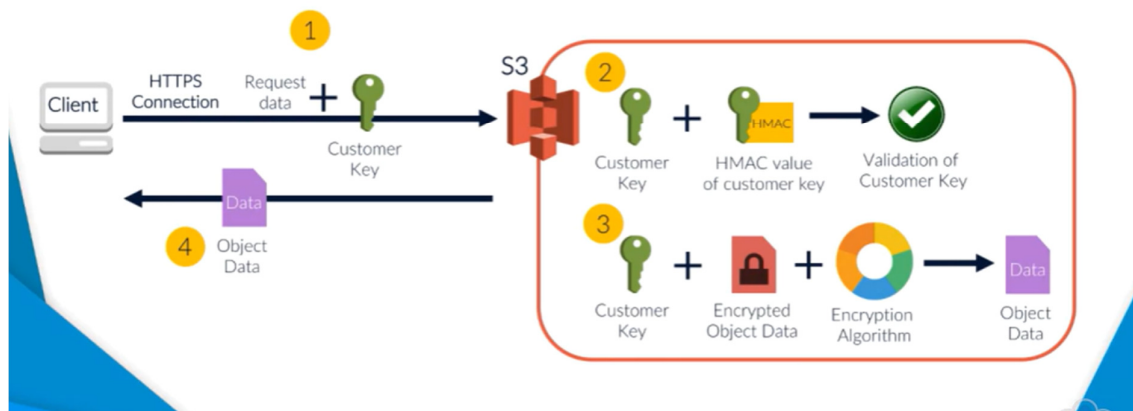 1
HTTPS
Connection
Request
data
Client
Customer
Key
S3
2
HMAC
Customer
Key
HMAC value
of customer key
Validation of
Customer Key
Data
4
Object
Data
3
Data
Customer
Key
Encrypted
Object Data
Encryption
Algorithm
Object
Data